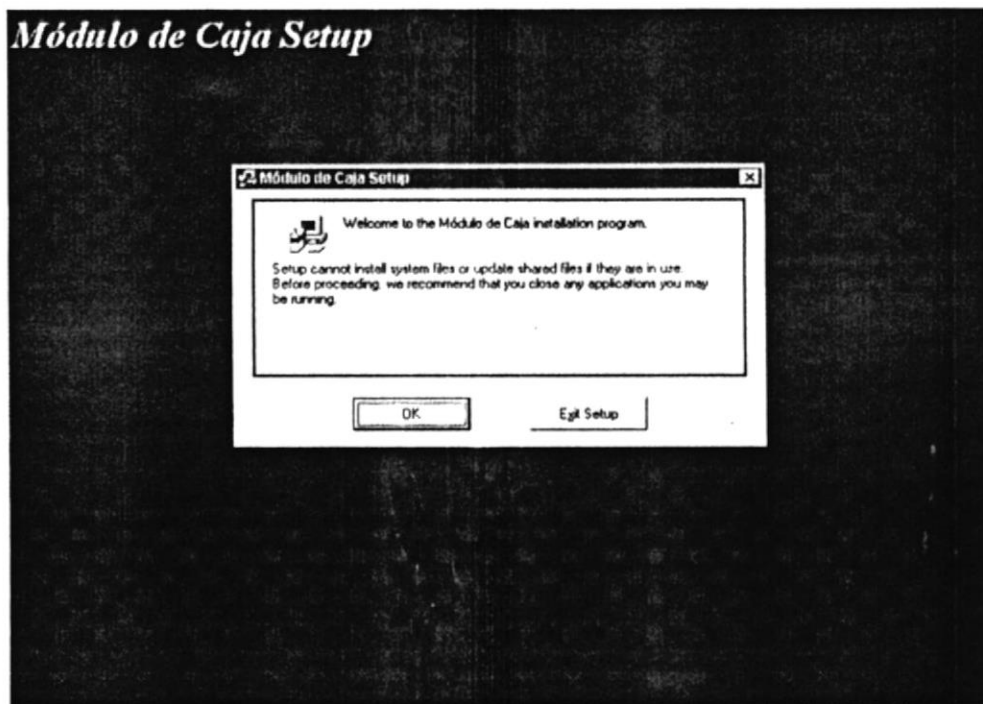 Módulo de Caja Setup
Módulo de Caja Setup
Welcome to the Módulo de Caja installation program.
Setup cannot install system files or update shared files if they are in use.
Before proceeding, we recommend that you close any applications you may
be running.
OK
Exit Setup